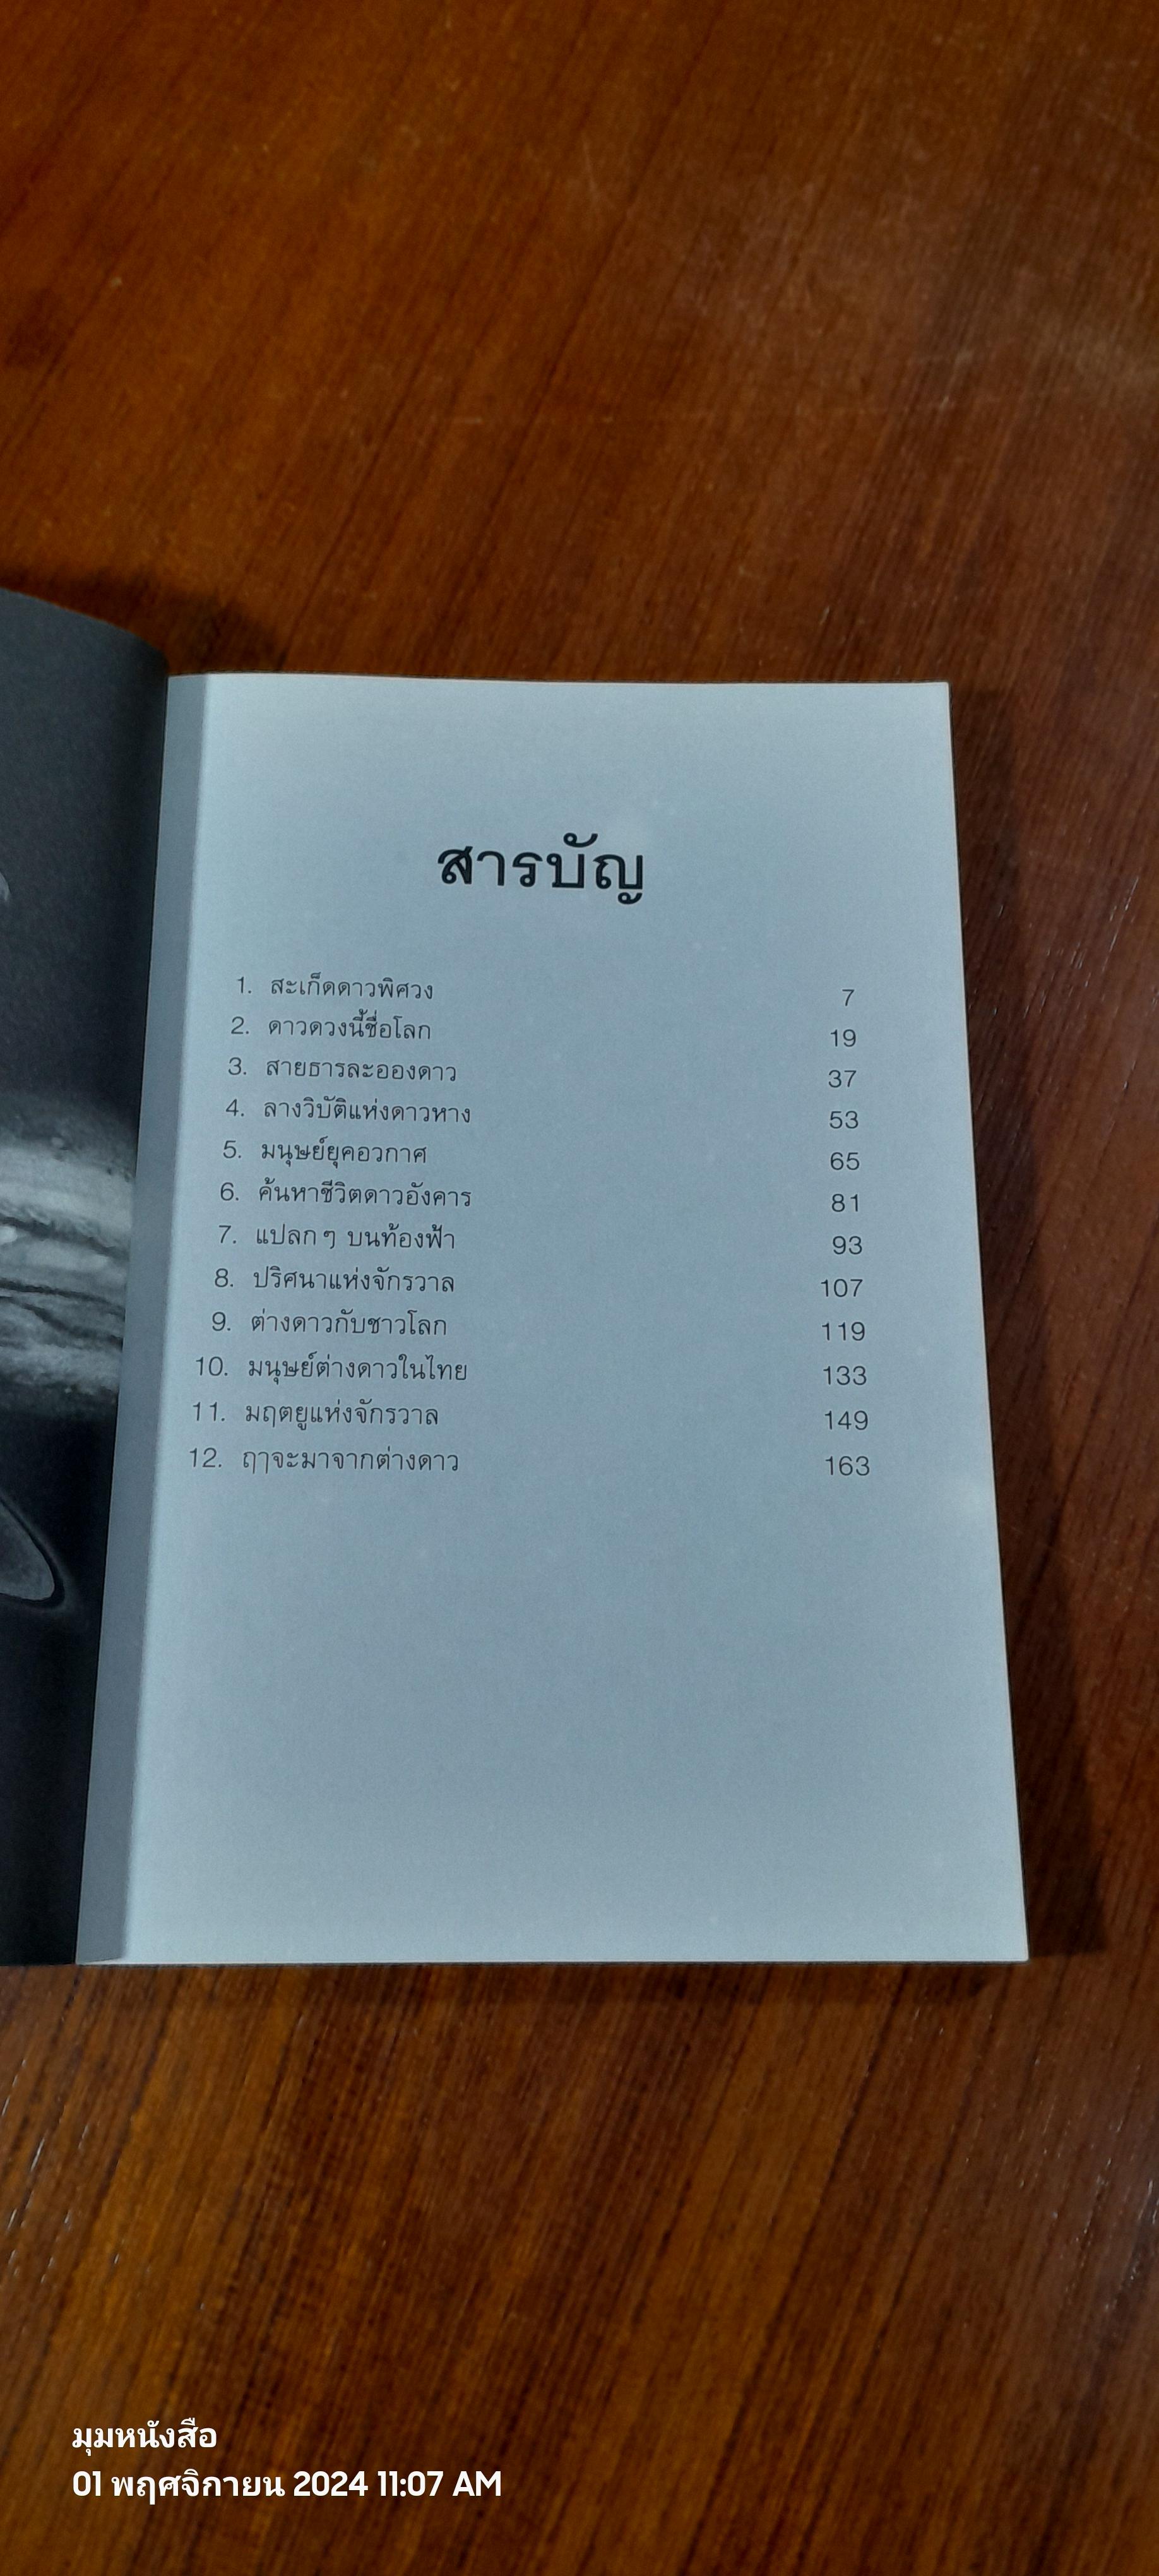 สารบัญ
1. สะเก็ดดาวพิศวง 7
2. ดาวดวงนี้ชื่อโลก 19
3. สายธารละอองดาว 37
4. ลางวิบัติแห่งดาวหาง 53
5. มนุษย์ยุคอวกาศ 65
6. ค้นหาชีวิตดาวอังคาร 81
7. แปลก ๆ บนท้องฟ้า 93
8. ปริศนาแห่งจักรวาล 107
9. ต่างดาวกับชาวโลก 119
10. มนุษย์ต่างดาวในไทย 133
11. มฤตยูแห่งจักรวาล 149
12. ฤๅจะมาจากต่างดาว 163
มุมหนังสือ
01 พฤศจิกายน 2024 11:07 AM